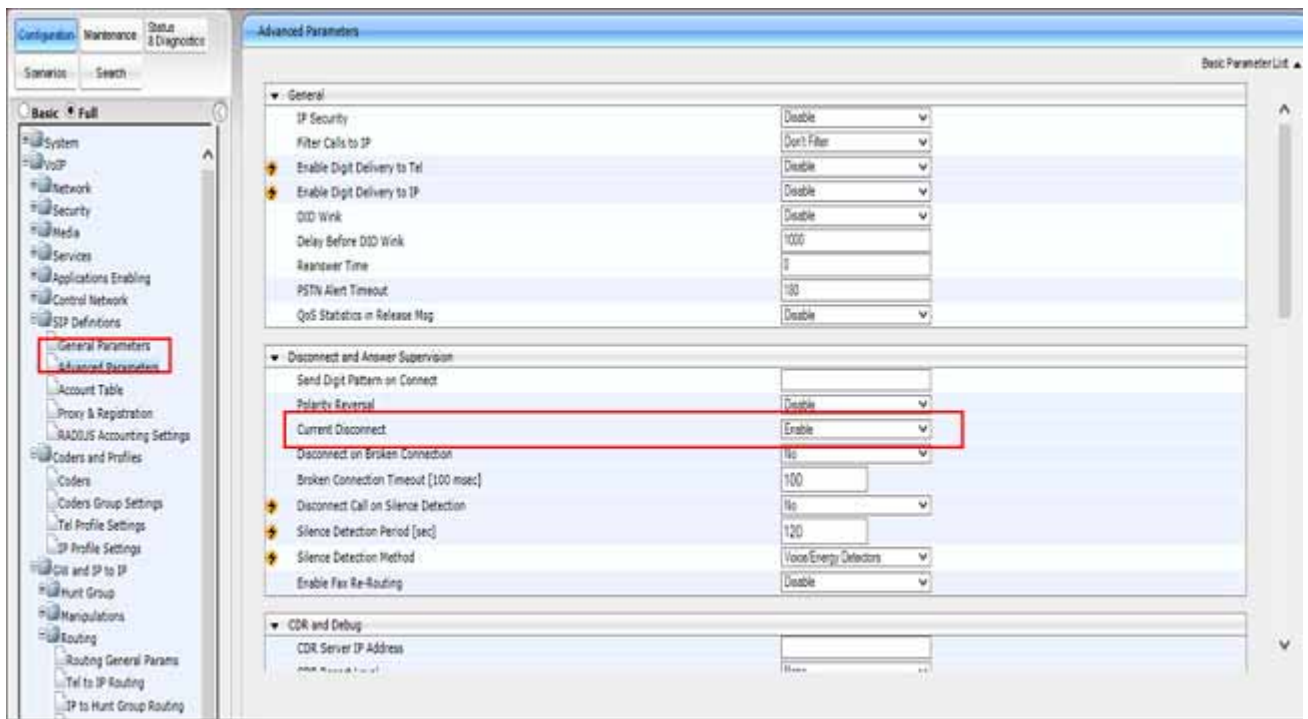 Configuration Maintenance Status & Diagnostics
Scenarios Search
Basic Full
System
VoIP
Network
Security
Media
Services
Applications Enabling
Control Network
SIP Definitions
General Parameters
Advanced Parameters
Account Table
Proxy & Registration
RADIUS Accounting Settings
Coders and Profiles
Coders
Coders Group Settings
Tel Profile Settings
IP Profile Settings
GW and IP to IP
Hunt Group
Manipulations
Routing
Routing General Params
Tel to IP Routing
IP to Hunt Group Routing
Advanced Parameters
Basic Parameter List ▲
General
IP Security Disable
Filter Calls to IP Don't Filter
Enable Digit Delivery to Tel Disable
Enable Digit Delivery to IP Disable
DID Wink Disable
Delay Before DID Wink 1000
Reanswer Time 0
PSTN Alert Timeout 180
QoS Statistics in Release Msg Disable
Disconnect and Answer Supervision
Send Digit Pattern on Connect
Polarity Reversal Disable
Current Disconnect Enable
Disconnect on Broken Connection No
Broken Connection Timeout [100 msec] 100
Disconnect Call on Silence Detection No
Silence Detection Period [sec] 120
Silence Detection Method Voice/Energy Detectors
Enable Fax Re-Routing Disable
CDR and Debug
CDR Server IP Address